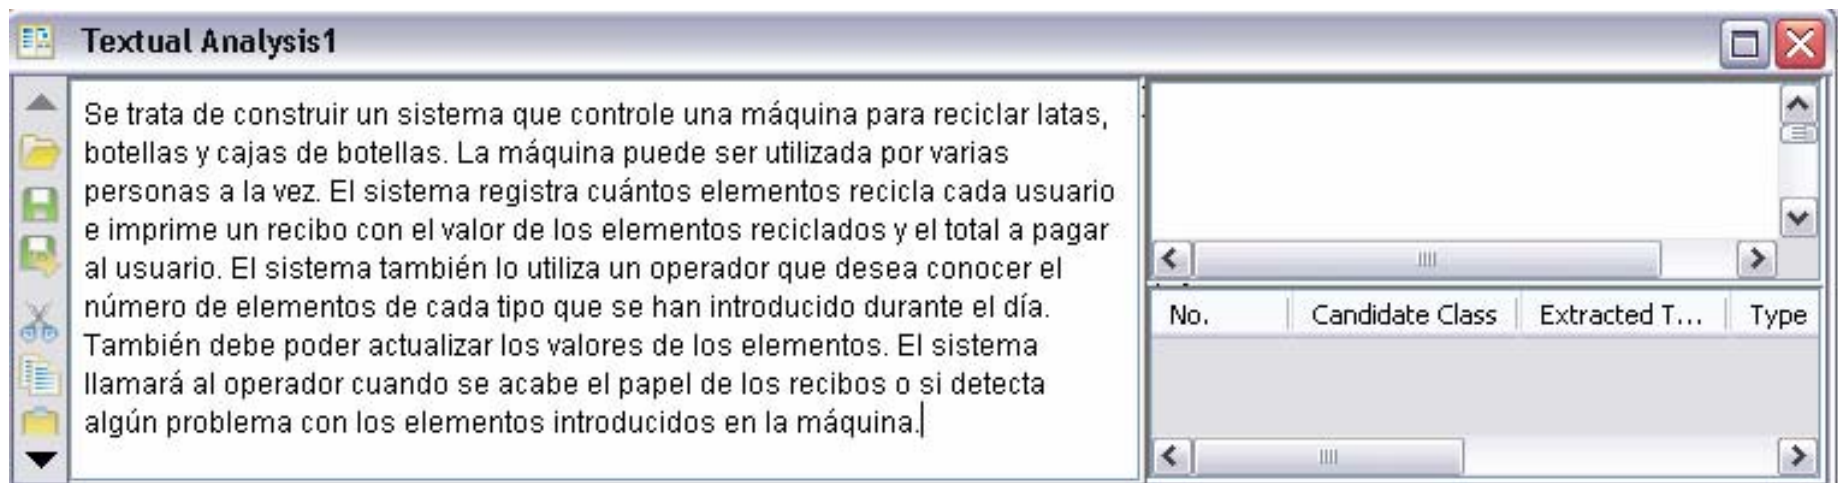 Textual Analysis1
Se trata de construir un sistema que controle una máquina para reciclar latas,
botellas y cajas de botellas. La máquina puede ser utilizada por varias
personas a la vez. El sistema registra cuántos elementos recicla cada usuario
e imprime un recibo con el valor de los elementos reciclados y el total a pagar
al usuario. El sistema también lo utiliza un operador que desea conocer el
número de elementos de cada tipo que se han introducido durante el día.
También debe poder actualizar los valores de los elementos. El sistema
llamará al operador cuando se acabe el papel de los recibos o si detecta
algún problema con los elementos introducidos en la máquina.
No. Candidate Class Extracted T... Type